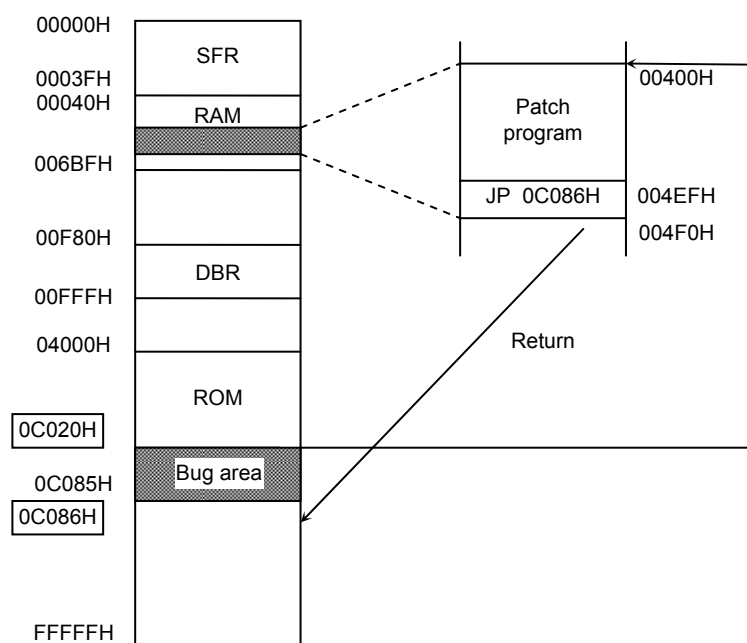 00000H
SFR
0003FH
00040H
RAM
006BFH
00F80H
DBR
00FFFH
04000H
ROM
0C020H
Bug area
0C085H
0C086H
FFFFFH
00400H
Patch
program
JP 0C086H
004EFH
004F0H
Return